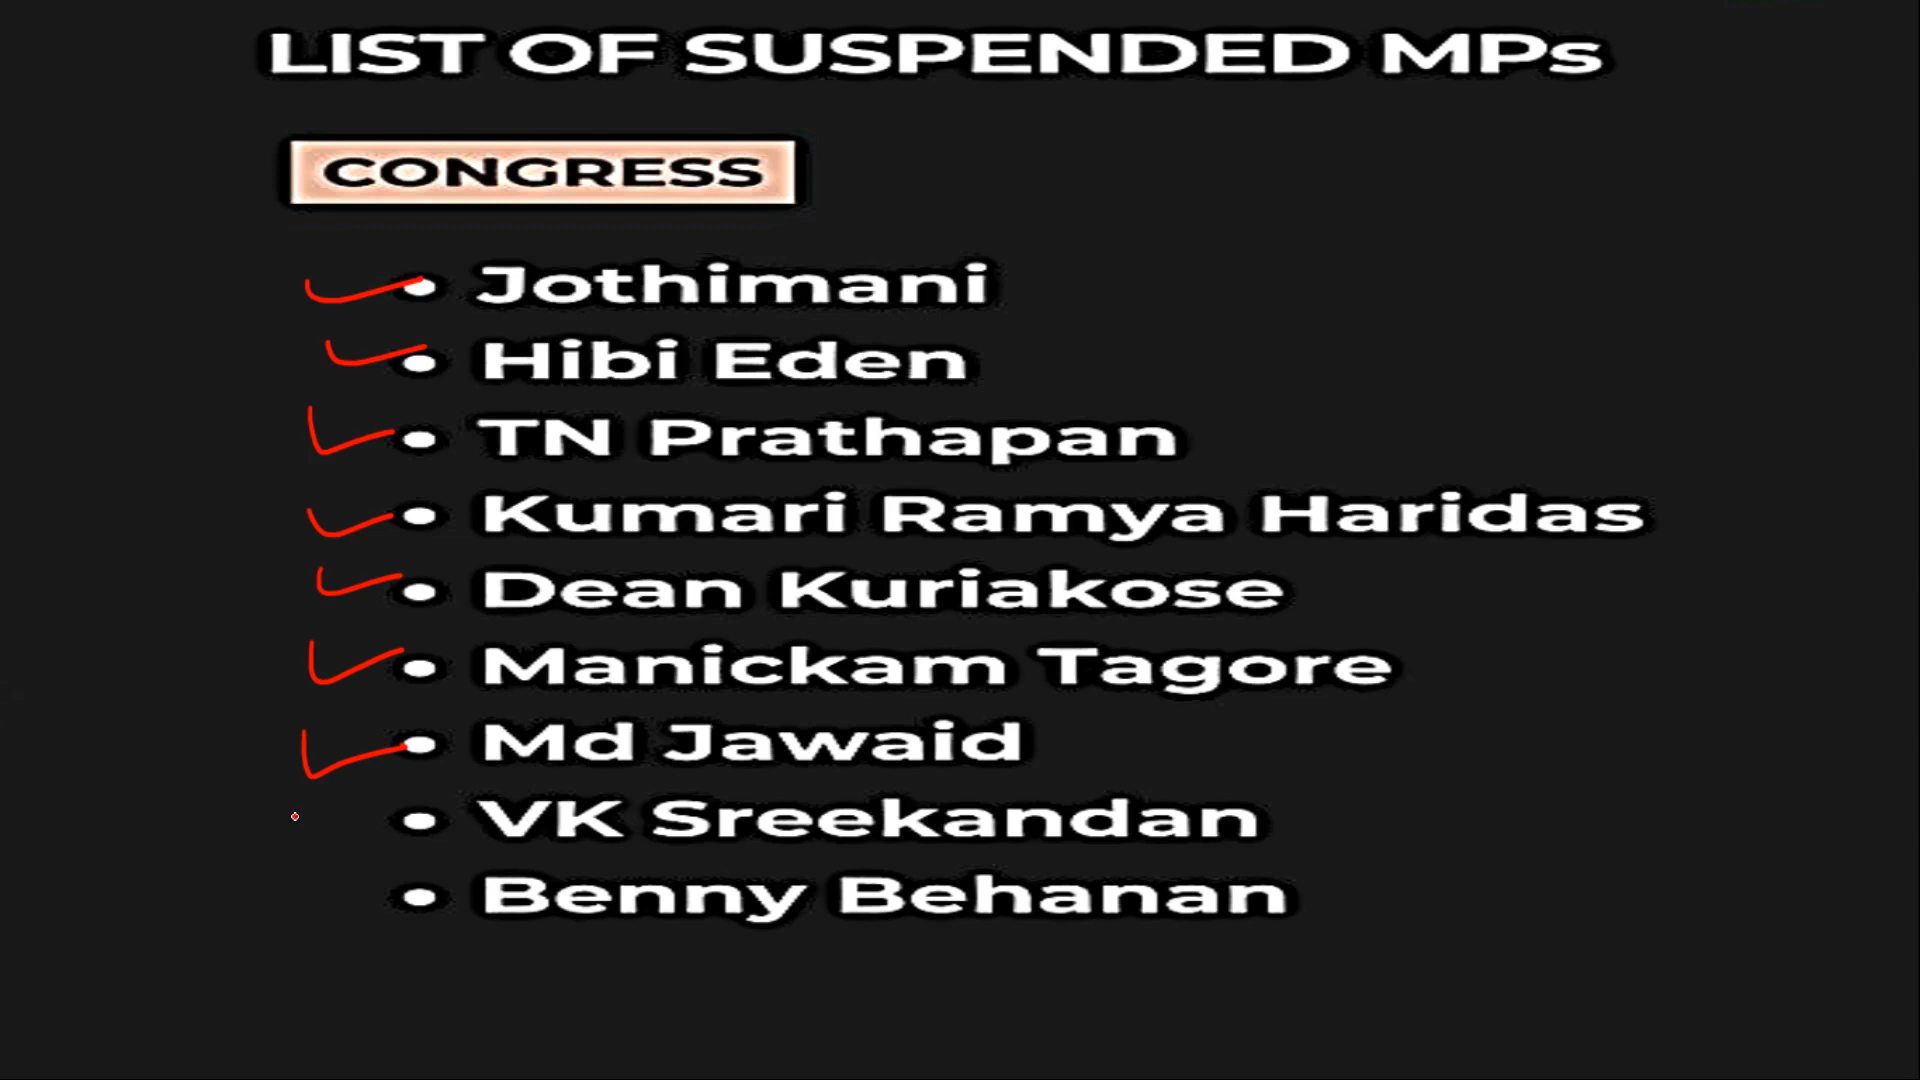 LIST OF SUSPENDED MPs
CONGRESS
• Jothimani
• Hibi Eden
• TN Prathapan
• Kumari Ramya Haridas
• Dean Kuriakose
• Manickam Tagore
• Md Jawaid
• VK Sreekandan
• Benny Behanan